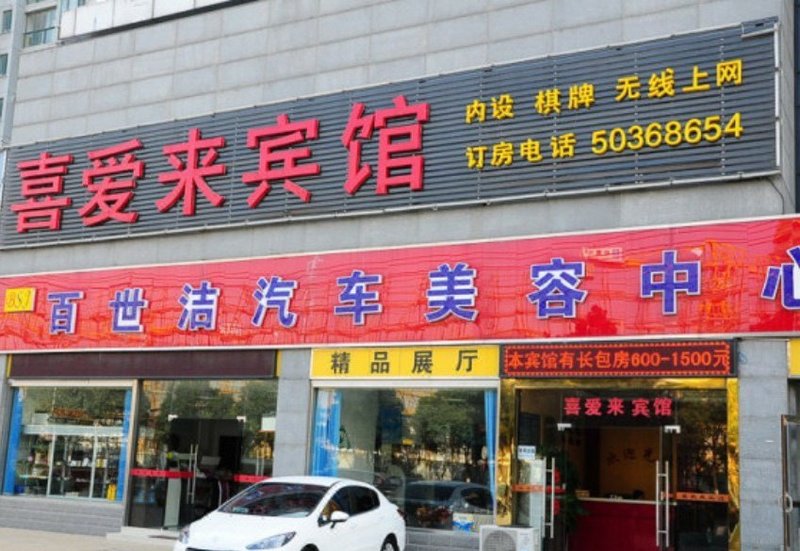 喜爱来宾馆
内设 棋牌 无线上网
订房电话 50368654
BSJ 百世洁汽车美容中心
精品展厅
本宾馆有长包房600-1500元
喜爱来宾馆